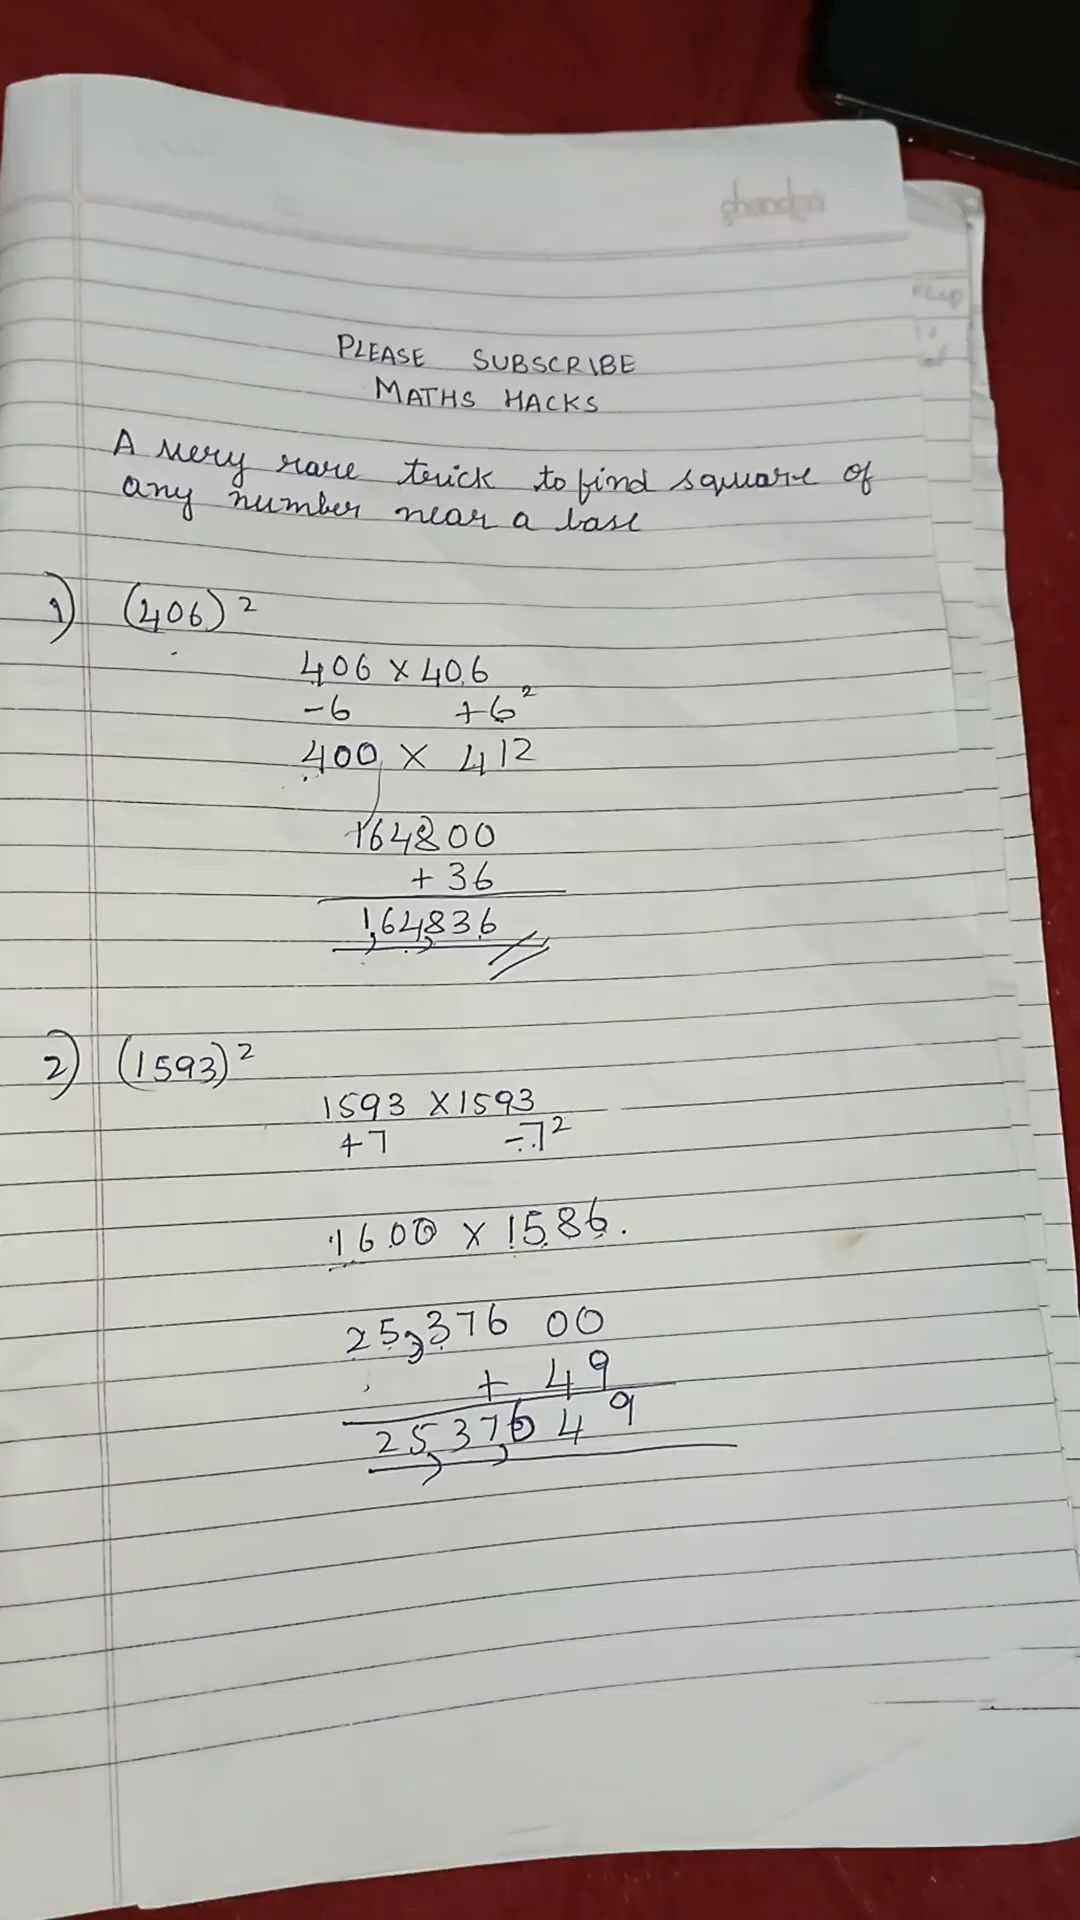 PLEASE SUBSCRIBE
MATHS HACKS
A very rare trick to find square of
any number near a base
1) (406)²
406 × 406
-6 +6²
400 × 412
164800
+ 36
1,64,836
2) (1593)²
1593 × 1593
+7 -7²
1600 × 1586.
25,376 00
+ 49
25,37,649